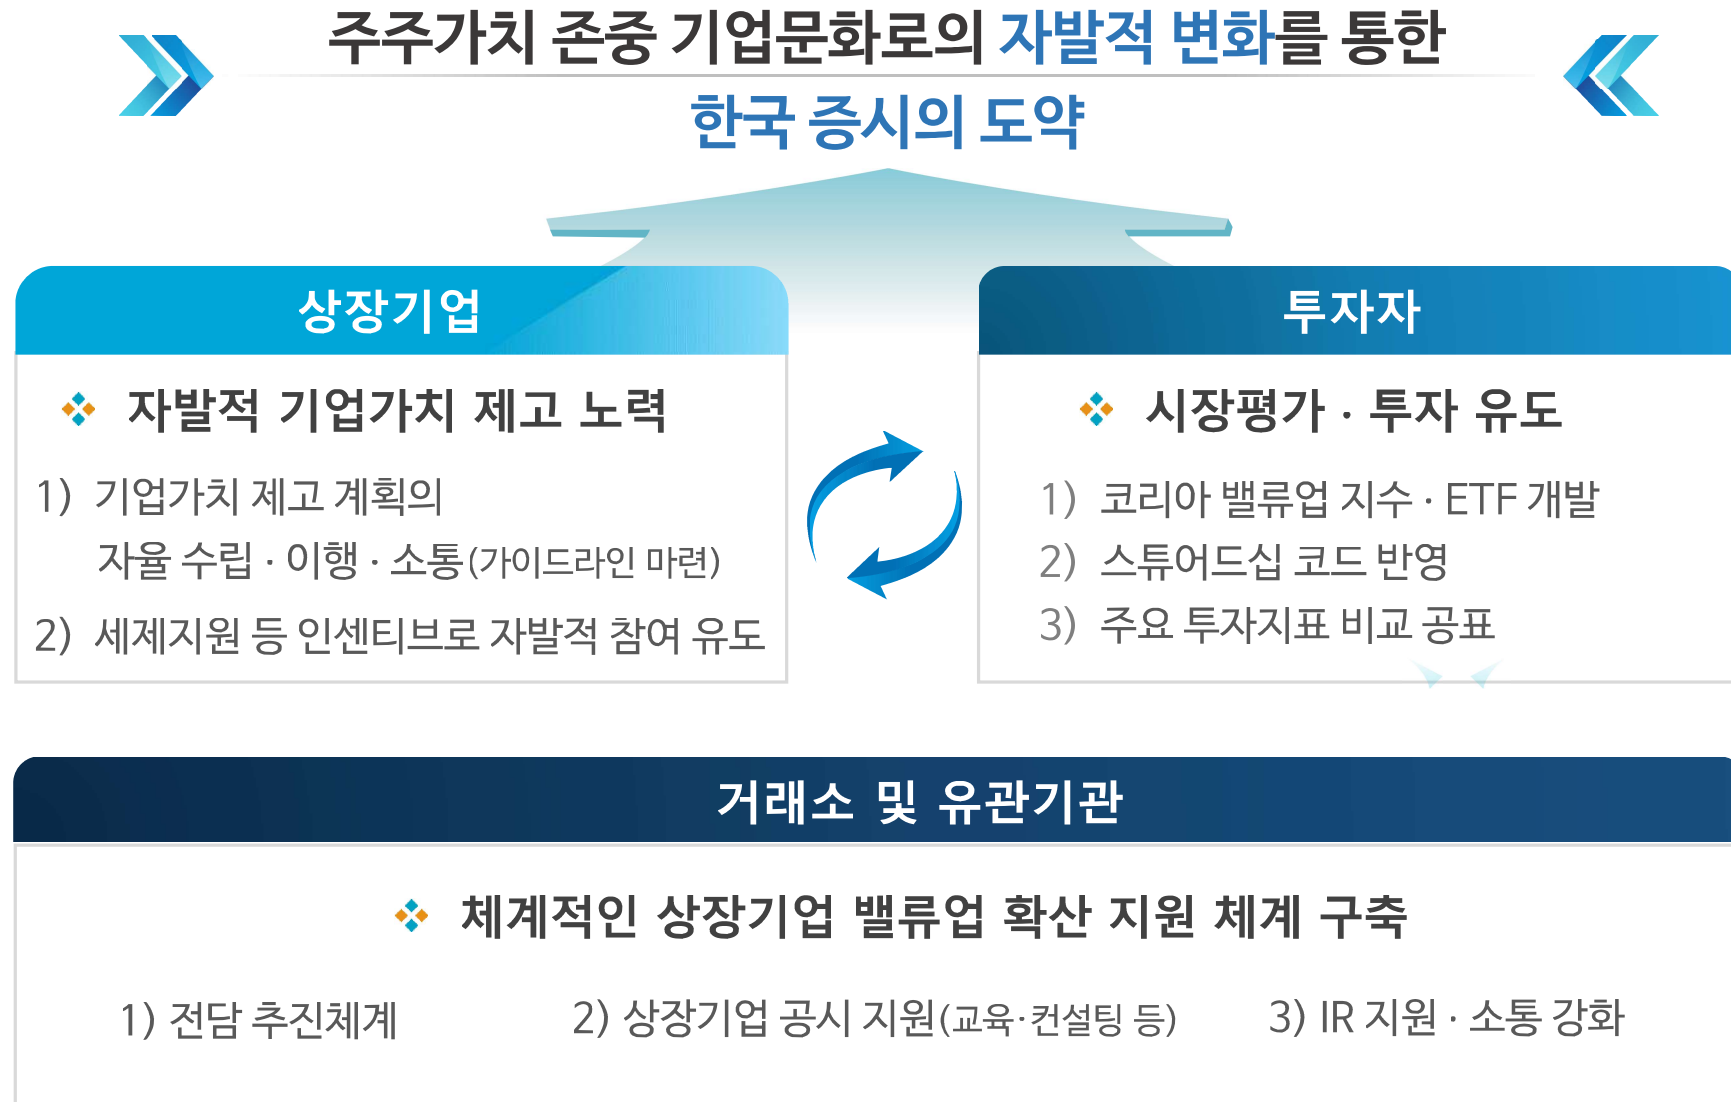 주주가치 존중 기업문화로의 자발적 변화를 통한
한국 증시의 도약
상장기업
자발적 기업가치 제고 노력
1) 기업가치 제고 계획의
자율 수립 · 이행 · 소통(가이드라인 마련)
2) 세제지원 등 인센티브로 자발적 참여 유도
투자자
시장평가 · 투자 유도
1) 코리아 밸류업 지수 · ETF 개발
2) 스튜어드십 코드 반영
3) 주요 투자지표 비교 공표
거래소 및 유관기관
체계적인 상장기업 밸류업 확산 지원 체계 구축
1) 전담 추진체계
2) 상장기업 공시 지원(교육·컨설팅 등)
3) IR 지원 · 소통 강화